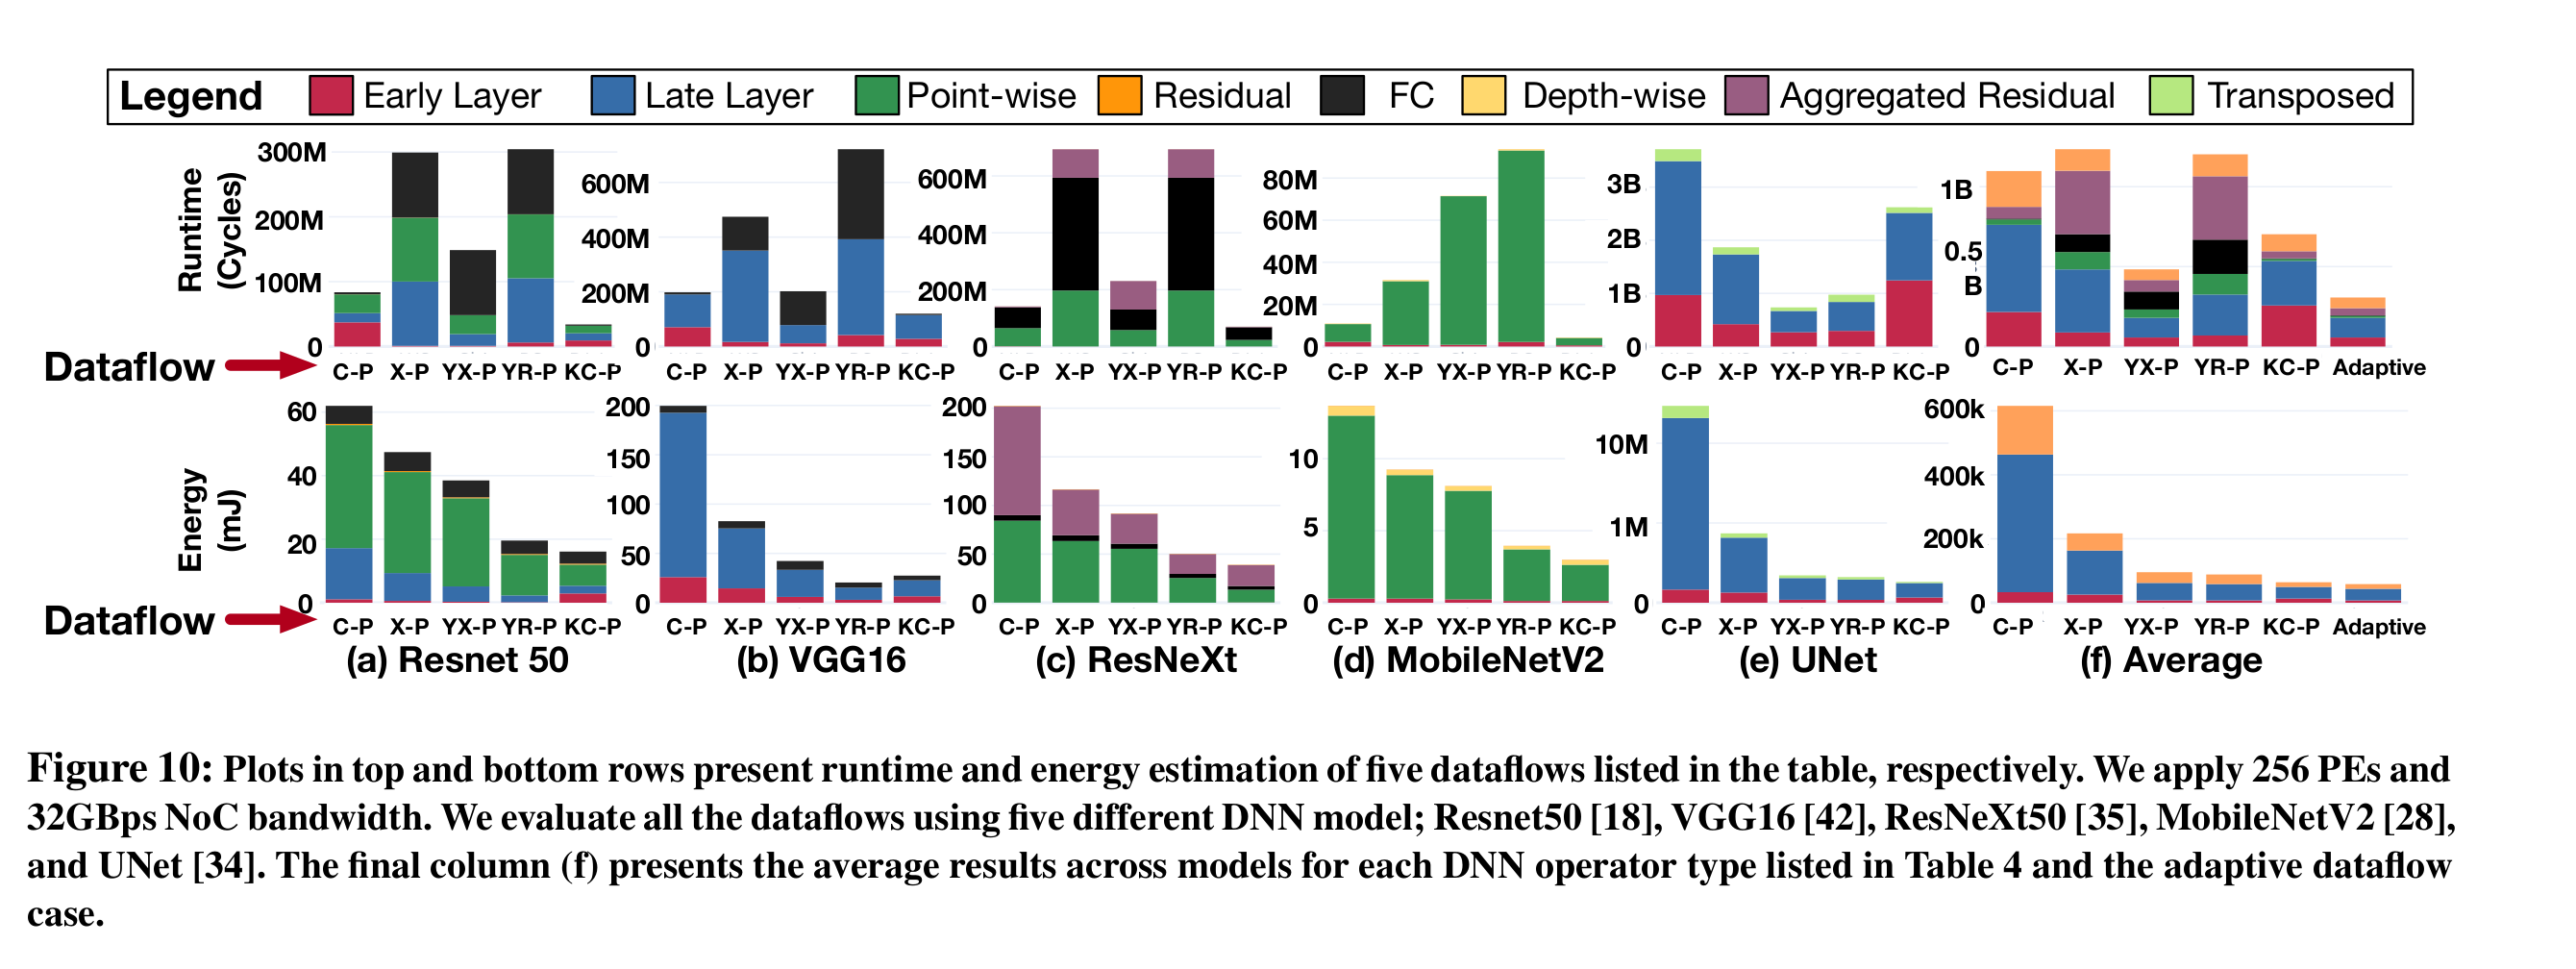 Legend Early Layer Late Layer Point-wise Residual FC Depth-wise Aggregated Residual Transposed
Runtime
(Cycles)
300M
200M
100M
0
600M
400M
200M
0
600M
400M
200M
0
80M
60M
40M
20M
0
3B
2B
1B
0
1B
0.5
B
0
Dataflow
C-P X-P YX-P YR-P KC-P
C-P X-P YX-P YR-P KC-P
C-P X-P YX-P YR-P KC-P
C-P X-P YX-P YR-P KC-P
C-P X-P YX-P YR-P KC-P
C-P X-P YX-P YR-P KC-P Adaptive
Energy
(mJ)
60
40
20
0
200
150
100
50
0
200
150
100
50
0
10
5
0
10M
1M
0
600k
400k
200k
0
Dataflow
C-P X-P YX-P YR-P KC-P
C-P X-P YX-P YR-P KC-P
C-P X-P YX-P YR-P KC-P
C-P X-P YX-P YR-P KC-P
C-P X-P YX-P YR-P KC-P
C-P X-P YX-P YR-P KC-P Adaptive
(a) Resnet 50
(b) VGG16
(c) ResNeXt
(d) MobileNetV2
(e) UNet
(f) Average
Figure 10: Plots in top and bottom rows present runtime and energy estimation of five dataflows listed in the table, respectively. We apply 256 PEs and
32GBps NoC bandwidth. We evaluate all the dataflows using five different DNN model; Resnet50 [18], VGG16 [42], ResNeXt50 [35], MobileNetV2 [28],
and UNet [34]. The final column (f) presents the average results across models for each DNN operator type listed in Table 4 and the adaptive dataflow
case.